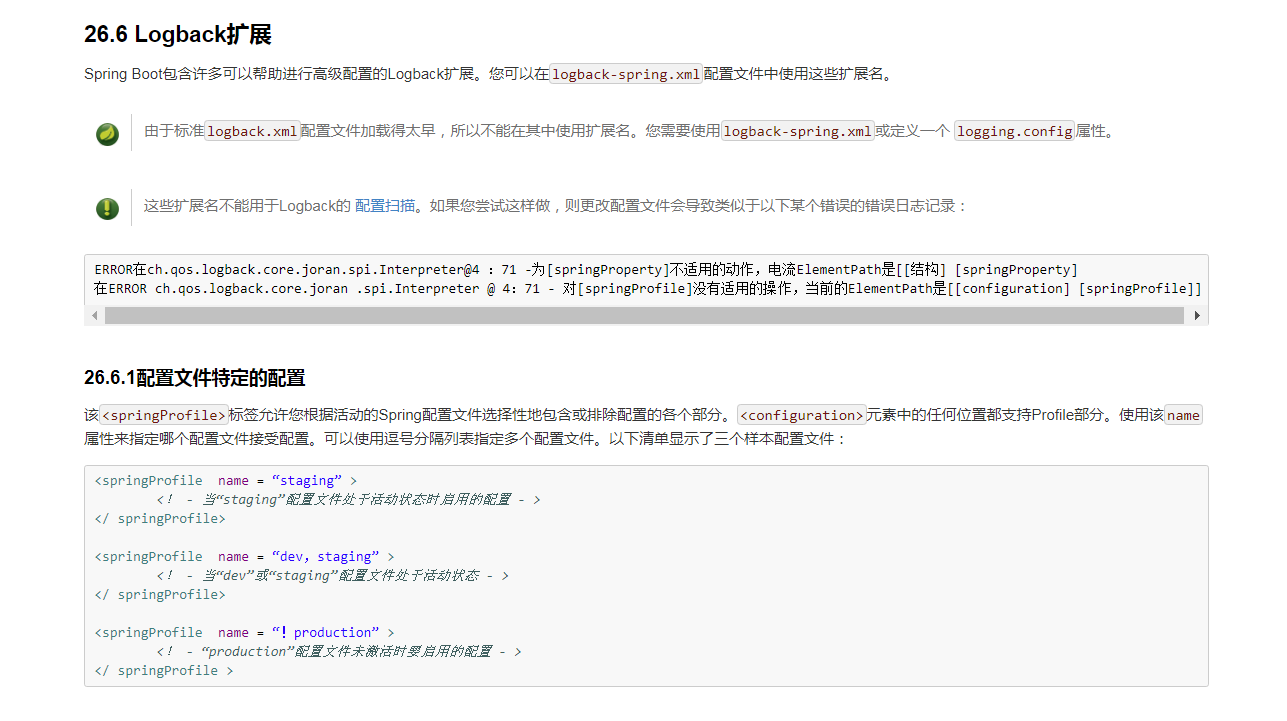 26.6 Logback扩展
Spring Boot包含许多可以帮助进行高级配置的Logback扩展。您可以在logback-spring.xml配置文件中使用这些扩展名。
由于标准logback.xml配置文件加载得太早，所以不能在其中使用扩展名。您需要使用logback-spring.xml或定义一个 logging.config属性。
这些扩展名不能用于Logback的 配置扫描。如果您尝试这样做，则更改配置文件会导致类似于以下某个错误的错误日志记录：
ERROR在ch.qos.logback.core.joran.spi.Interpreter@4 ：71 -为[springProperty]不适用的动作，电流ElementPath是[[结构] [springProperty]
在ERROR ch.qos.logback.core.joran .spi.Interpreter @ 4：71 - 对[springProfile]没有适用的操作，当前的ElementPath是[[configuration] [springProfile]]
26.6.1配置文件特定的配置
该<springProfile>标签允许您根据活动的Spring配置文件选择性地包含或排除配置的各个部分。<configuration>元素中的任何位置都支持Profile部分。使用该name
属性来指定哪个配置文件接受配置。可以使用逗号分隔列表指定多个配置文件。以下清单显示了三个样本配置文件：
<springProfile  name = “staging” >
<！ - 当“staging”配置文件处于活动状态时启用的配置 - >
</ springProfile>
<springProfile  name = “dev，staging” >
<！ - 当“dev”或“staging”配置文件处于活动状态 - >
</ springProfile>
<springProfile  name = “！production” >
<！ - “production”配置文件未激活时要启用的配置 - >
</ springProfile >